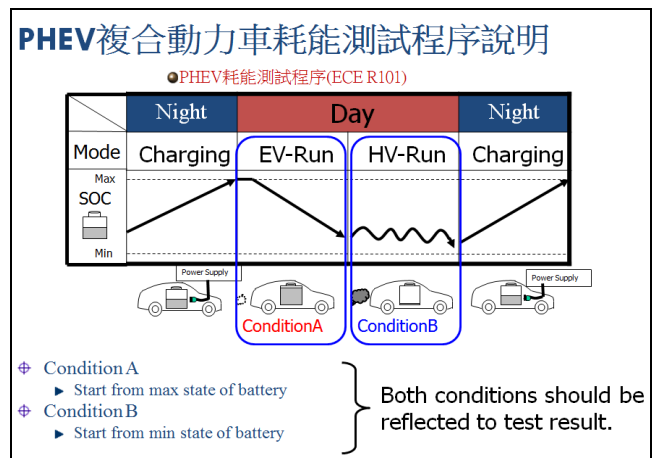 PHEV複合動力車耗能測試程序說明
PHEV耗能測試程序(ECE R101)
Night Day Night
Mode Charging EV-Run HV-Run Charging
Max
SOC
Min
Power Supply Power Supply
ConditionA ConditionB
Condition A
Start from max state of battery
Condition B
Start from min state of battery
Both conditions should be
reflected to test result.